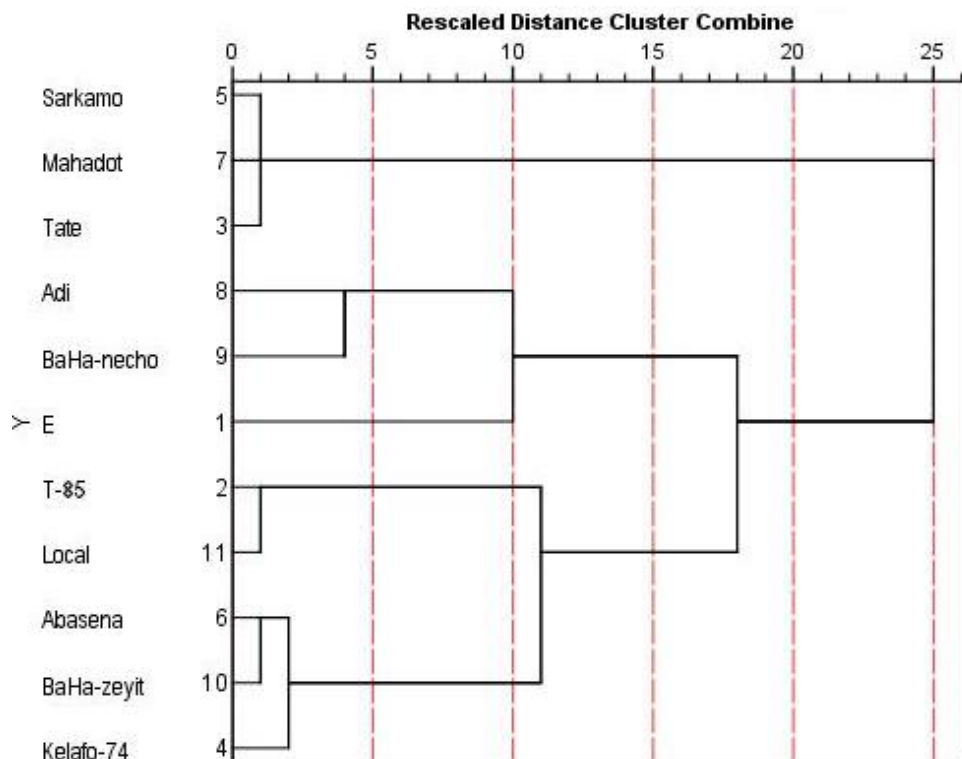 Rescaled Distance Cluster Combine
0 5 10 15 20 25
Sarkamo 5
Mahadot 7
Tate 3
Adi 8
BaHa-necho 9
Y E 1
T-85 2
Local 11
Abasena 6
BaHa-zeyit 10
Kelafo-74 4